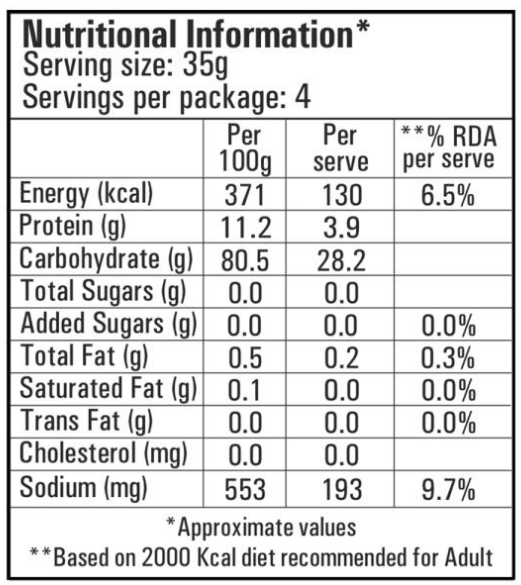 Nutritional Information*
Serving size: 35g
Servings per package: 4
Per 100g Per serve **% RDA per serve
Energy (kcal) 371 130 6.5%
Protein (g) 11.2 3.9
Carbohydrate (g) 80.5 28.2
Total Sugars (g) 0.0 0.0
Added Sugars (g) 0.0 0.0 0.0%
Total Fat (g) 0.5 0.2 0.3%
Saturated Fat (g) 0.1 0.0 0.0%
Trans Fat (g) 0.0 0.0 0.0%
Cholesterol (mg) 0.0 0.0
Sodium (mg) 553 193 9.7%
*Approximate values
**Based on 2000 Kcal diet recommended for Adult